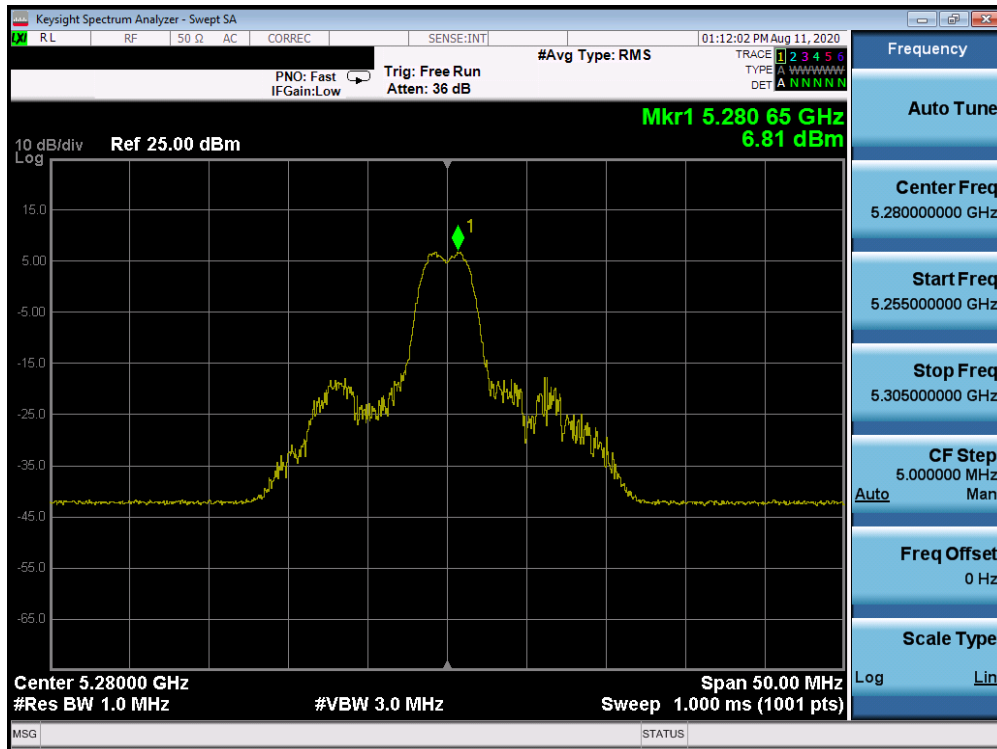 Keysight Spectrum Analyzer - Swept SA
LXI RL RF 50 Ω AC CORREC SENSE:INT 01:12:02 PM Aug 11, 2020
#Avg Type: RMS
TRACE 1 2 3 4 5 6
PNO: Fast Trig: Free Run
TYPE A W W W W W
IFGain:Low Atten: 36 dB
DET A N N N N N
Mkr1 5.280 65 GHz
6.81 dBm
10 dB/div Ref 25.00 dBm
Log
1
15.0
5.00
-5.00
-15.0
-25.0
-35.0
-45.0
-55.0
-65.0
Center 5.28000 GHz Span 50.00 MHz
#Res BW 1.0 MHz #VBW 3.0 MHz Sweep 1.000 ms (1001 pts)
MSG STATUS
Frequency
Auto Tune
Center Freq
5.280000000 GHz
Start Freq
5.255000000 GHz
Stop Freq
5.305000000 GHz
CF Step
5.000000 MHz
Auto Man
Freq Offset
0 Hz
Scale Type
Log Lin